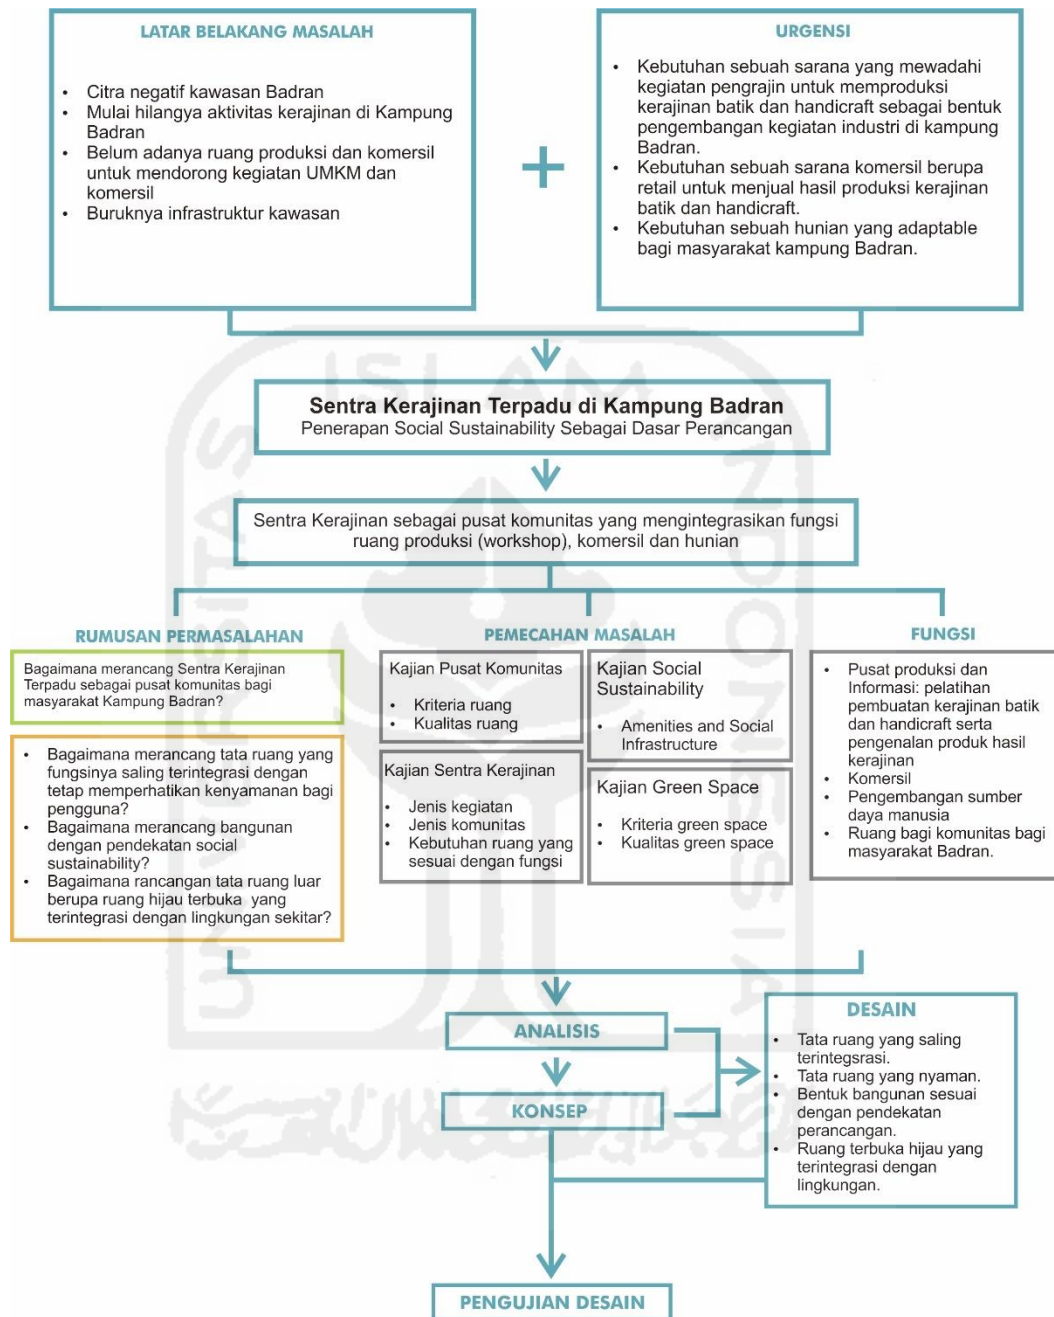 LATAR BELAKANG MASALAH
• Citra negatif kawasan Badran
• Mulai hilangya aktivitas kerajinan di Kampung
Badran
• Belum adanya ruang produksi dan komersil
untuk mendorong kegiatan UMKM dan
komersil
• Buruknya infrastruktur kawasan
+
URGENSI
• Kebutuhan sebuah sarana yang mewadahi
kegiatan pengrajin untuk memproduksi
kerajinan batik dan handicraft sebagai bentuk
pengembangan kegiatan industri di kampung
Badran.
• Kebutuhan sebuah sarana komersil berupa
retail untuk menjual hasil produksi kerajinan
batik dan handicraft.
• Kebutuhan sebuah hunian yang adaptable
bagi masyarakat kampung Badran.
Sentra Kerajinan Terpadu di Kampung Badran
Penerapan Social Sustainability Sebagai Dasar Perancangan
Sentra Kerajinan sebagai pusat komunitas yang mengintegrasikan fungsi
ruang produksi (workshop), komersil dan hunian
RUMUSAN PERMASALAHAN
Bagaimana merancang Sentra Kerajinan
Terpadu sebagai pusat komunitas bagi
masyarakat Kampung Badran?
• Bagaimana merancang tata ruang yang
fungsinya saling terintegrasi dengan
tetap memperhatikan kenyamanan bagi
pengguna?
• Bagaimana merancang bangunan
dengan pendekatan social
sustainability?
• Bagaimana rancangan tata ruang luar
berupa ruang hijau terbuka yang
terintegrasi dengan lingkungan sekitar?
PEMECAHAN MASALAH
Kajian Pusat Komunitas
• Kriteria ruang
• Kualitas ruang
Kajian Sentra Kerajinan
• Jenis kegiatan
• Jenis komunitas
• Kebutuhan ruang yang
sesuai dengan fungsi
Kajian Social
Sustainability
• Amenities and Social
Infrastructure
Kajian Green Space
• Kriteria green space
• Kualitas green space
FUNGSI
• Pusat produksi dan
Informasi: pelatihan
pembuatan kerajinan batik
dan handicraft serta
pengenalan produk hasil
kerajinan
• Komersil
• Pengembangan sumber
daya manusia
• Ruang bagi komunitas bagi
masyarakat Badran.
ANALISIS
KONSEP
DESAIN
• Tata ruang yang saling
terintegsrasi.
• Tata ruang yang nyaman.
• Bentuk bangunan sesuai
dengan pendekatan
perancangan.
• Ruang terbuka hijau yang
terintegrasi dengan
lingkungan.
PENGUJIAN DESAIN
UNIVERSITAS
ISLAM
INDONESIA